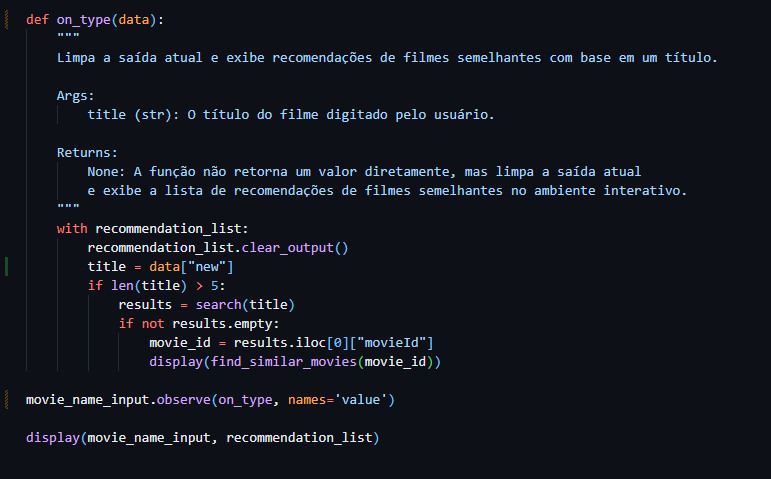 def on_type(data):
"""
Limpa a saída atual e exibe recomendações de filmes semelhantes com base em um título.
Args:
title (str): O título do filme digitado pelo usuário.
Returns:
None: A função não retorna um valor diretamente, mas limpa a saída atual
e exibe a lista de recomendações de filmes semelhantes no ambiente interativo.
"""
with recommendation_list:
recommendation_list.clear_output()
title = data["new"]
if len(title) > 5:
results = search(title)
if not results.empty:
movie_id = results.iloc[0]["movieId"]
display(find_similar_movies(movie_id))
movie_name_input.observe(on_type, names='value')
display(movie_name_input, recommendation_list)